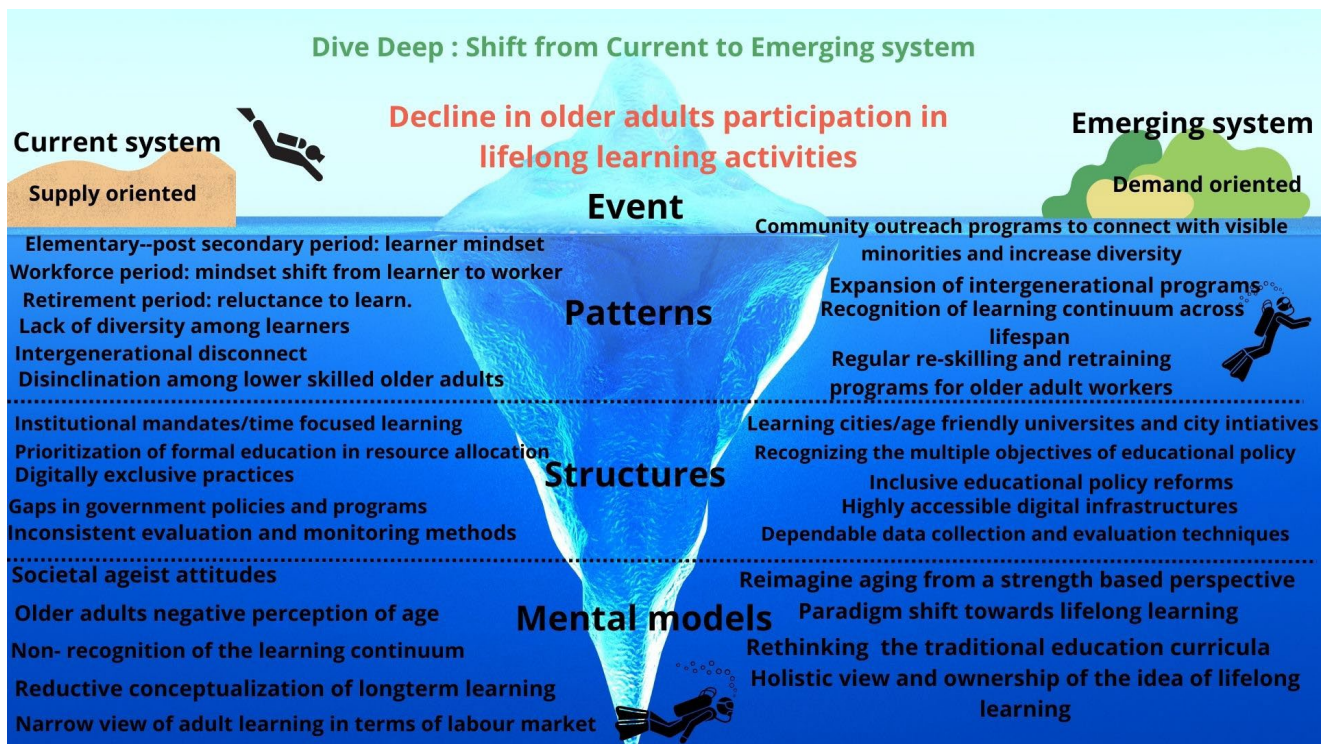 Dive Deep : Shift from Current to Emerging system
Decline in older adults participation in
lifelong learning activities
Event
Current system
Supply oriented
Emerging system
Demand oriented
Patterns
Elementary--post secondary period: learner mindset
Workforce period: mindset shift from learner to worker
Retirement period: reluctance to learn.
Lack of diversity among learners
Intergenerational disconnect
Disinclination among lower skilled older adults
Community outreach programs to connect with visible
minorities and increase diversity
Expansion of intergenerational programs
Recognition of learning continuum across
lifespan
Regular re-skilling and retraining
programs for older adult workers
Structures
Institutional mandates/time focused learning
Prioritization of formal education in resource allocation
Digitally exclusive practices
Gaps in government policies and programs
Inconsistent evaluation and monitoring methods
Learning cities/age friendly universites and city intiatives
Recognizing the multiple objectives of educational policy
Inclusive educational policy reforms
Highly accessible digital infrastructures
Dependable data collection and evaluation techniques
Mental models
Societal ageist attitudes
Older adults negative perception of age
Non- recognition of the learning continuum
Reductive conceptualization of longterm learning
Narrow view of adult learning in terms of labour market
Reimagine aging from a strength based perspective
Paradigm shift towards lifelong learning
Rethinking the traditional education curricula
Holistic view and ownership of the idea of lifelong
learning